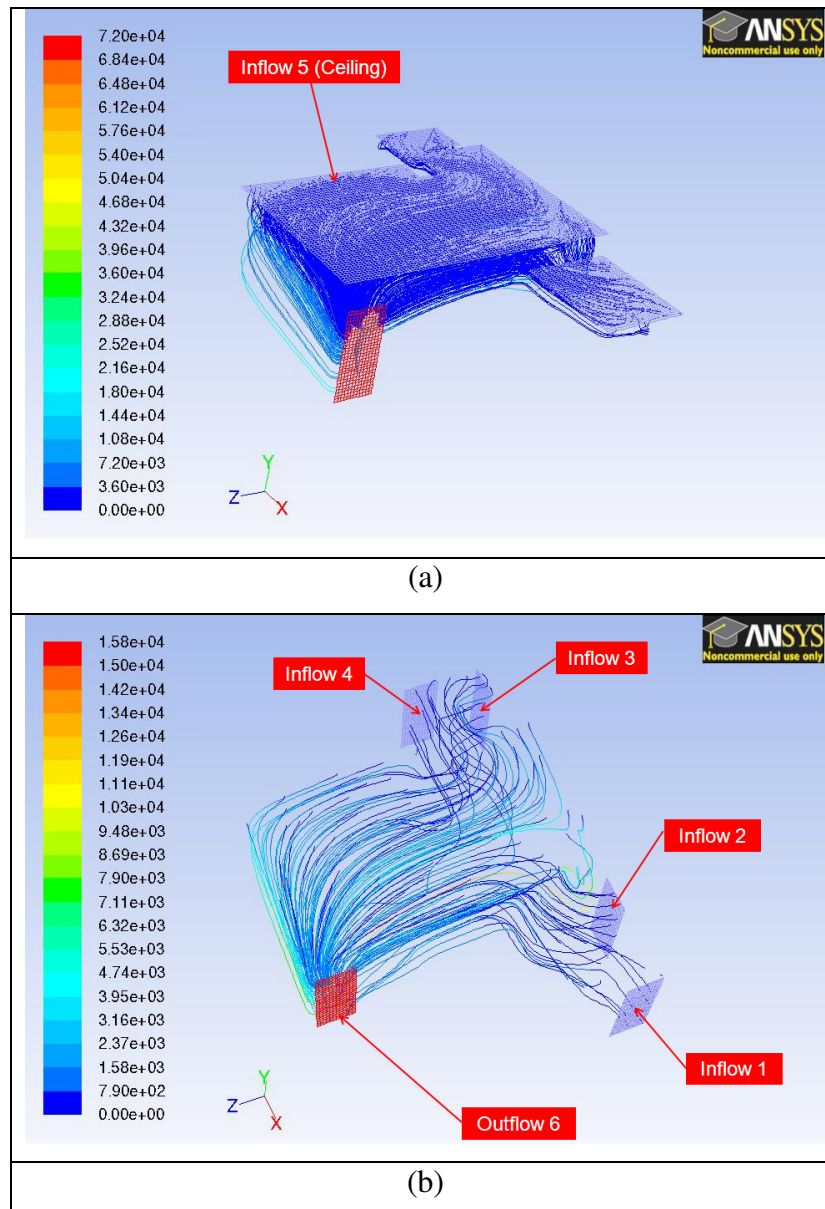 ANSYS
Noncommercial use only
Inflow 5 (Ceiling)
7.20e+04
6.84e+04
6.48e+04
6.12e+04
5.76e+04
5.40e+04
5.04e+04
4.68e+04
4.32e+04
3.96e+04
3.60e+04
3.24e+04
2.88e+04
2.52e+04
2.16e+04
1.80e+04
1.44e+04
1.08e+04
7.20e+03
3.60e+03
0.00e+00
Y
Z
X
(a)
ANSYS
Noncommercial use only
1.58e+04
1.50e+04
1.42e+04
1.34e+04
1.26e+04
1.19e+04
1.11e+04
1.03e+04
9.48e+03
8.69e+03
7.90e+03
7.11e+03
6.32e+03
5.53e+03
4.74e+03
3.95e+03
3.16e+03
2.37e+03
1.58e+03
7.90e+02
0.00e+00
Inflow 4
Inflow 3
Inflow 2
Inflow 1
Outflow 6
Y
Z
X
(b)